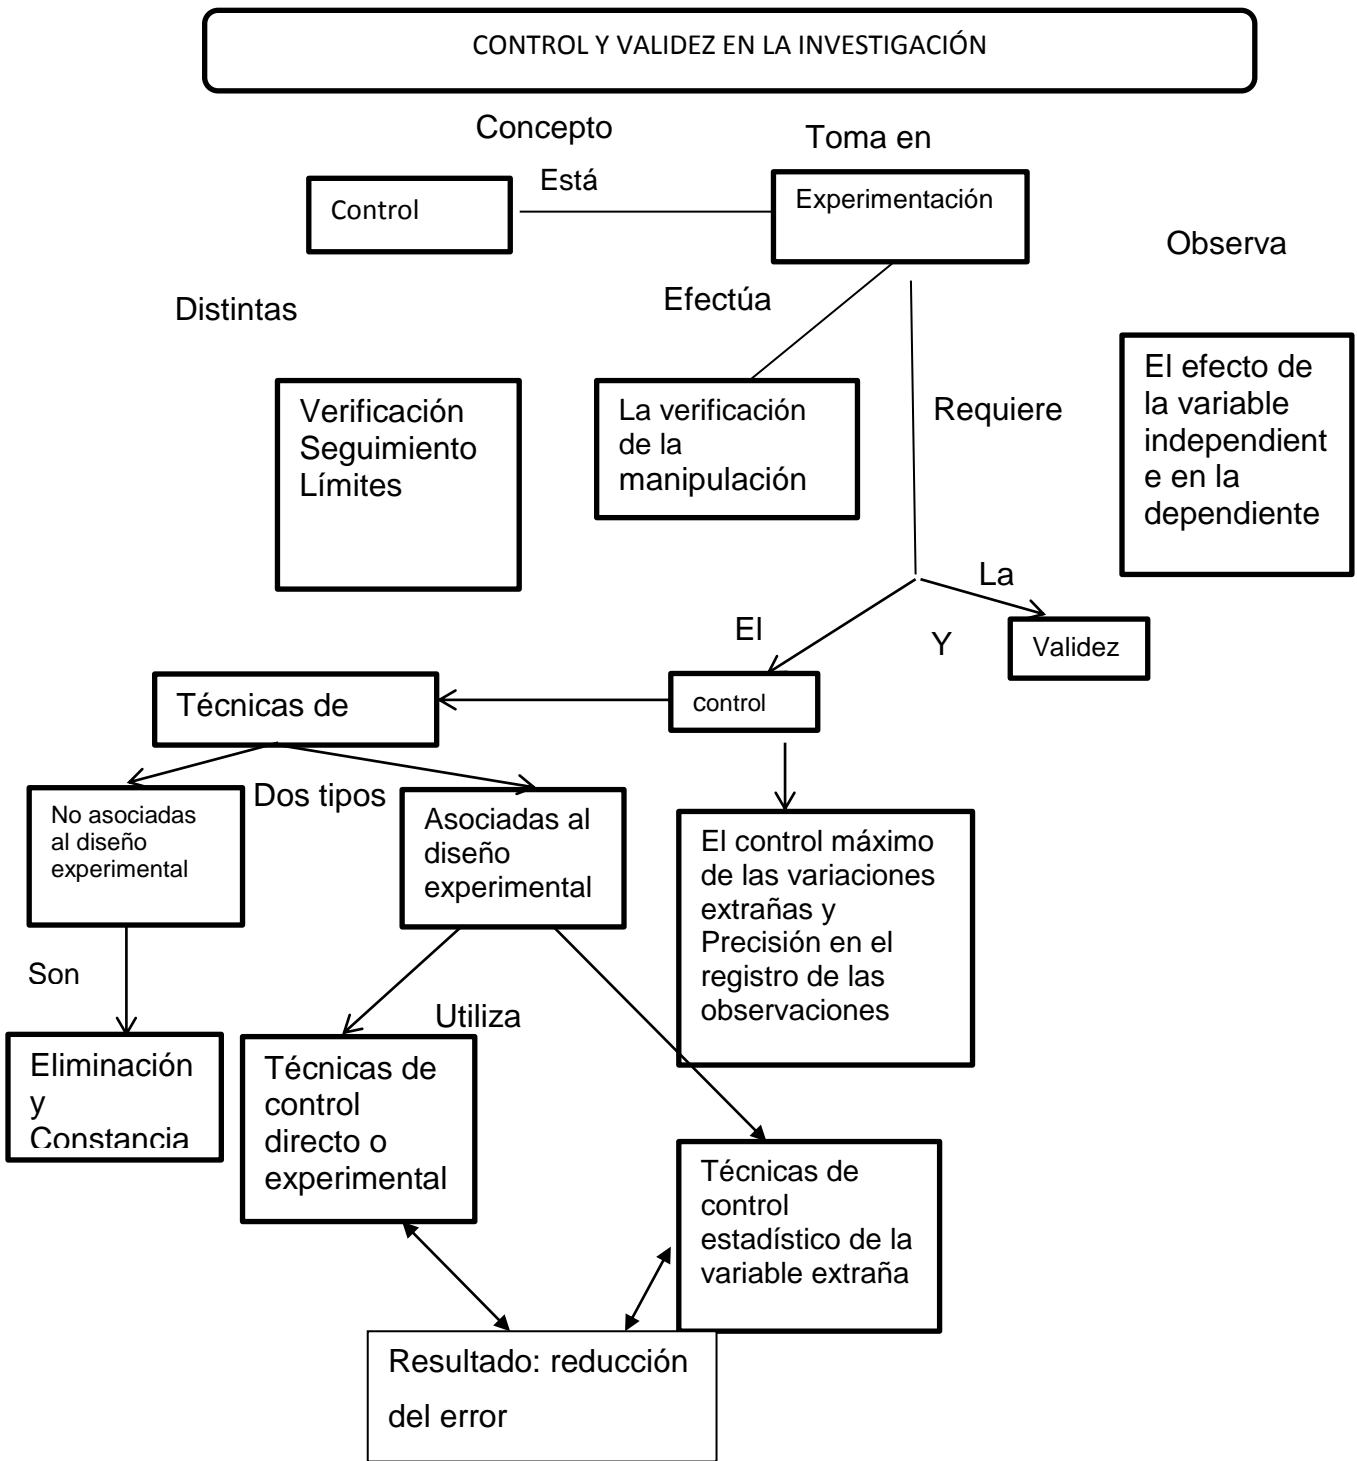 CONTROL Y VALIDEZ EN LA INVESTIGACIÓN
Concepto
Toma en
Está
Control
Experimentación
Observa
Distintas
Efectúa
Verificación
Seguimiento
Límites
La verificación
de la
manipulación
Requiere
El efecto de
la variable
independient
e en la
dependiente
La
El
Y
Validez
Técnicas de
control
Dos tipos
No asociadas
al diseño
experimental
Asociadas al
diseño
experimental
El control máximo
de las variaciones
extrañas y
Precisión en el
registro de las
observaciones
Son
Utiliza
Eliminación
y
Constancia
Técnicas de
control
directo o
experimental
Técnicas de
control
estadístico de la
variable extraña
Resultado: reducción
del error